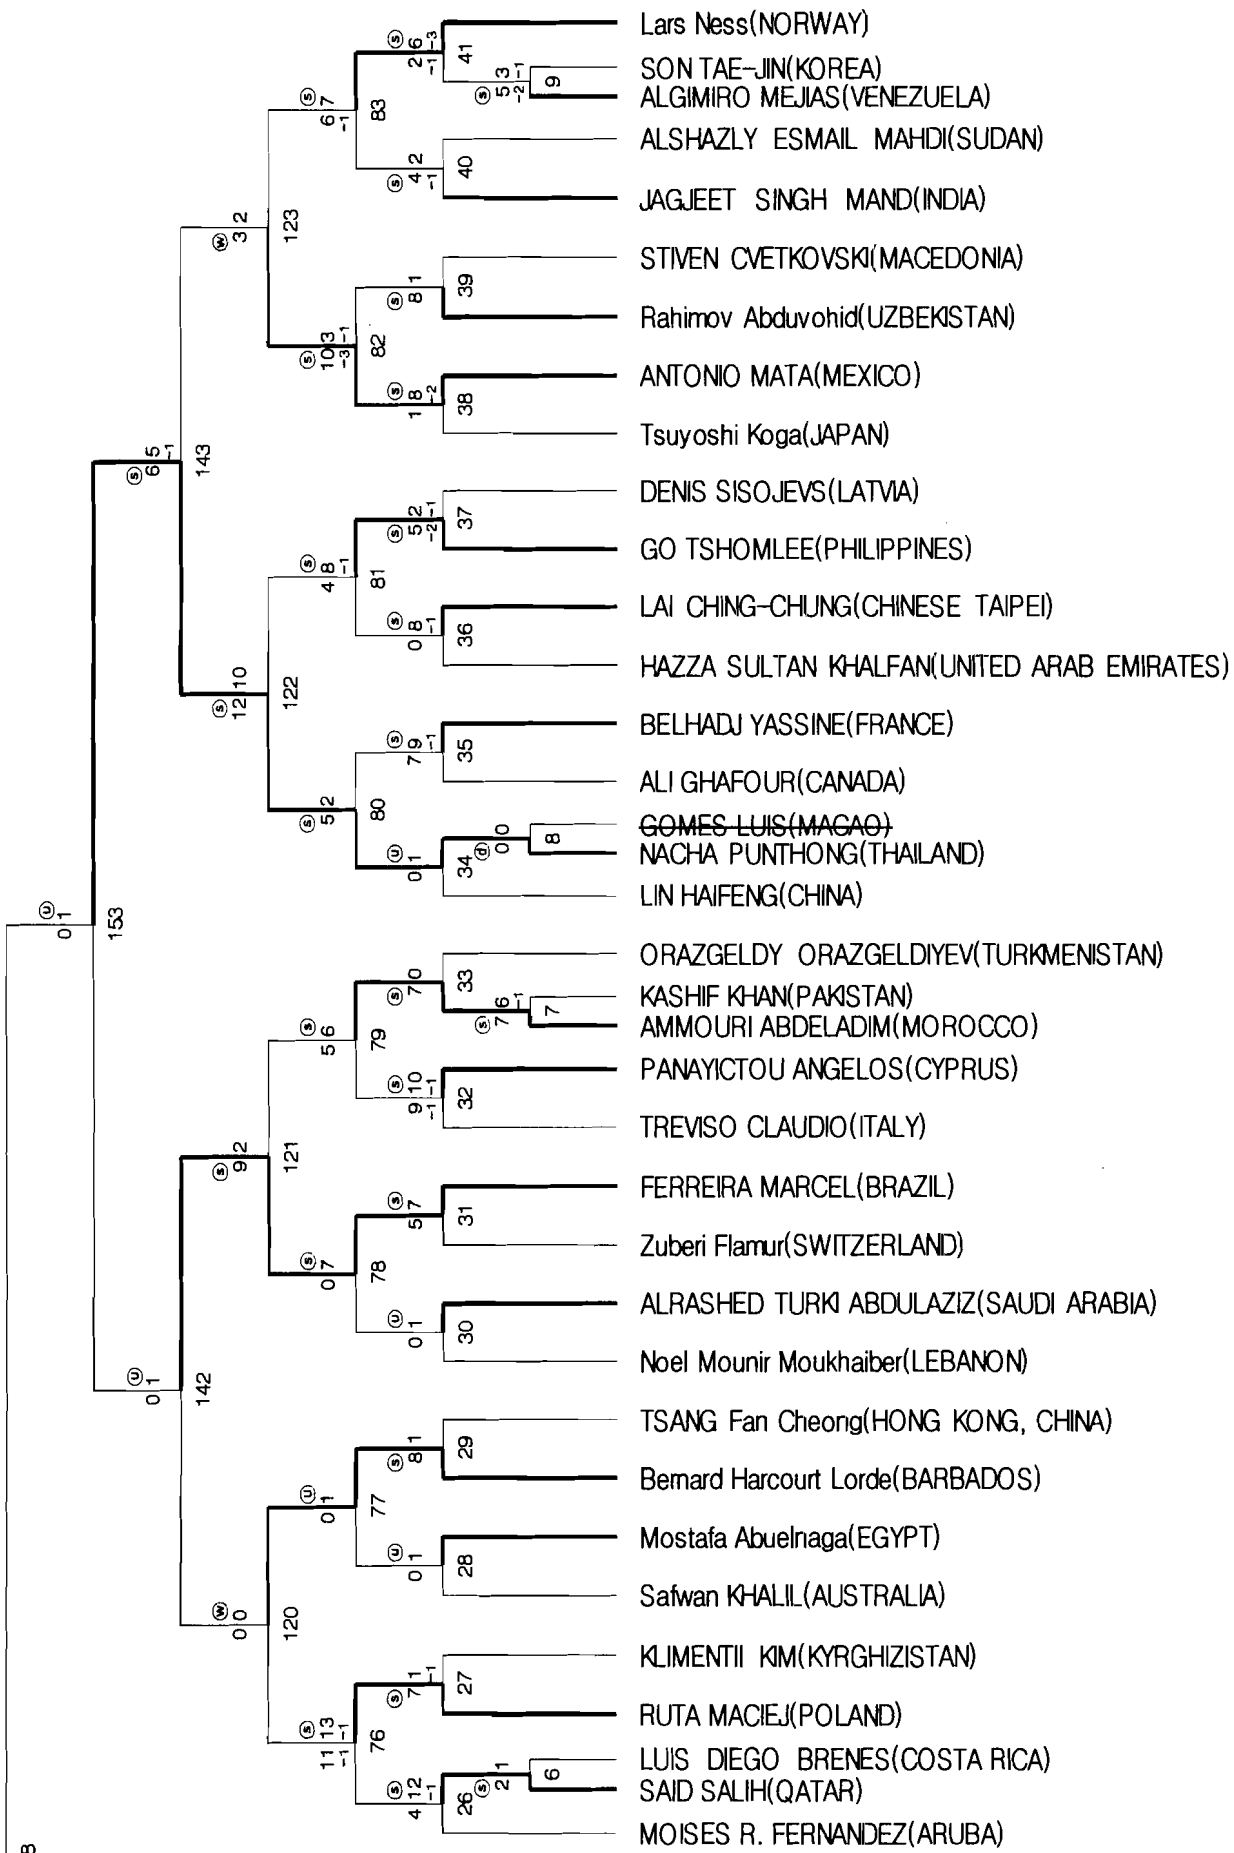 Lars Ness(NORWAY)
SON TAE-JIN(KOREA)
ALGIMIRO MEJIAS(VENEZUELA)
ALSHAZLY ESMAIL MAHDI(SUDAN)
JAGJEET SINGH MAND(INDIA)
STIVEN CVETKOVSKI(MACEDONIA)
Rahimov Abduvohid(UZBEKISTAN)
ANTONIO MATA(MEXICO)
Tsuyoshi Koga(JAPAN)
DENIS SISOJEVS(LATVIA)
GO TSHOMLEE(PHILIPPINES)
LAI CHING-CHUNG(CHINESE TAIPEI)
HAZZA SULTAN KHALFAN(UNITED ARAB EMIRATES)
BELHADJ YASSINE(FRANCE)
ALI GHAFOUR(CANADA)
GOMES LUIS(MACAO)
NACHA PUNTHONG(THAILAND)
LIN HAIFENG(CHINA)
ORAZGELDY ORAZGELDIYEV(TURKMENISTAN)
KASHIF KHAN(PAKISTAN)
AMMOURI ABDELADIM(MOROCCO)
PANAYICTOU ANGELOS(CYPRUS)
TREVISO CLAUDIO(ITALY)
FERREIRA MARCEL(BRAZIL)
Zuberi Flamur(SWITZERLAND)
ALRASHED TURKI ABDULAZIZ(SAUDI ARABIA)
Noel Mounir Moukhaiber(LEBANON)
TSANG Fan Cheong(HONG KONG, CHINA)
Bernard Harcourt Lorde(BARBADOS)
Mostafa Abuelnaga(EGYPT)
Safwan KHALIL(AUSTRALIA)
KLIMENTII KIM(KYRGHIZISTAN)
RUTA MACIEJ(POLAND)
LUIS DIEGO BRENES(COSTA RICA)
SAID SALIH(QATAR)
MOISES R. FERNANDEZ(ARUBA)
9
8
7
6
41
40
39
38
37
36
35
34
33
32
31
30
29
28
27
26
83
82
81
80
79
78
77
76
123
122
121
120
143
142
153